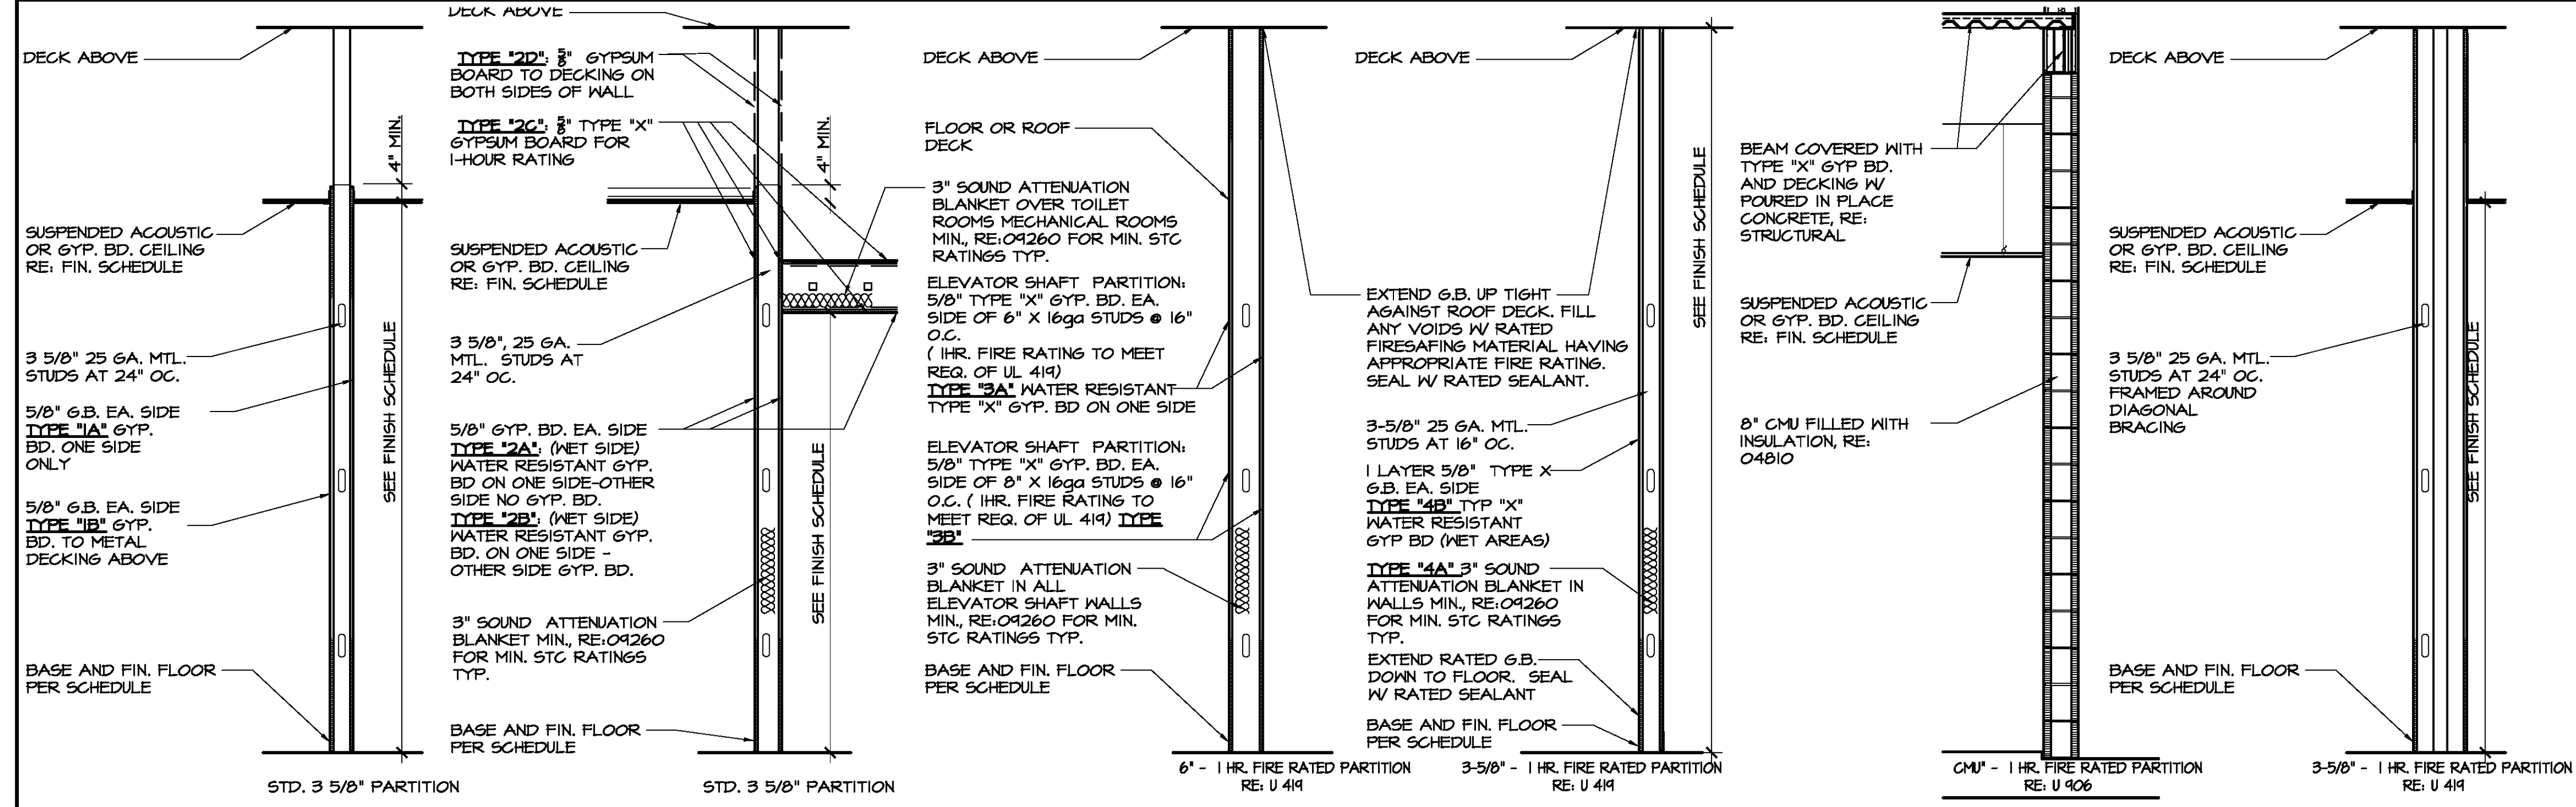 DECK ABOVE
4" MIN.
SUSPENDED ACOUSTIC
OR GYP. BD. CEILING
RE: FIN. SCHEDULE
SEE FINISH SCHEDULE
3 5/8" 25 GA. MTL.
STUDS AT 24" OC.
5/8" G.B. EA. SIDE
TYPE "1A" GYP.
BD. ONE SIDE
ONLY
5/8" G.B. EA. SIDE
TYPE "1B" GYP.
BD. TO METAL
DECKING ABOVE
BASE AND FIN. FLOOR
PER SCHEDULE
STD. 3 5/8" PARTITION
DECK ABOVE
TYPE "2D": 5/8" GYPSUM
BOARD TO DECKING ON
BOTH SIDES OF WALL
TYPE "2C": 5/8" TYPE "X"
GYPSUM BOARD FOR
1-HOUR RATING
4" MIN.
SUSPENDED ACOUSTIC
OR GYP. BD. CEILING
RE: FIN. SCHEDULE
3 5/8", 25 GA.
MTL. STUDS AT
24" OC.
5/8" GYP. BD. EA. SIDE
TYPE "2A": (WET SIDE)
WATER RESISTANT GYP.
BD ON ONE SIDE-OTHER
SIDE NO GYP. BD.
TYPE "2B": (WET SIDE)
WATER RESISTANT GYP.
BD. ON ONE SIDE -
OTHER SIDE GYP. BD.
SEE FINISH SCHEDULE
3" SOUND ATTENUATION
BLANKET MIN., RE:09260
FOR MIN. STC RATINGS
TYP.
BASE AND FIN. FLOOR
PER SCHEDULE
STD. 3 5/8" PARTITION
DECK ABOVE
FLOOR OR ROOF
DECK
3" SOUND ATTENUATION
BLANKET OVER TOILET
ROOMS MECHANICAL ROOMS
MIN., RE:09260 FOR MIN. STC
RATINGS TYP.
ELEVATOR SHAFT PARTITION:
5/8" TYPE "X" GYP. BD. EA.
SIDE OF 6" X 16ga STUDS @ 16"
O.C.
( 1HR. FIRE RATING TO MEET
REQ. OF UL 419)
TYPE "3A" WATER RESISTANT
TYPE "X" GYP. BD ON ONE SIDE
ELEVATOR SHAFT PARTITION:
5/8" TYPE "X" GYP. BD. EA.
SIDE OF 8" X 16ga STUDS @ 16"
O.C. ( 1HR. FIRE RATING TO
MEET REQ. OF UL 419) TYPE
"3B"
3" SOUND ATTENUATION
BLANKET IN ALL
ELEVATOR SHAFT WALLS
MIN., RE:09260 FOR MIN.
STC RATINGS TYP.
BASE AND FIN. FLOOR
PER SCHEDULE
6" - 1 HR. FIRE RATED PARTITION
RE: U 419
DECK ABOVE
SEE FINISH SCHEDULE
EXTEND G.B. UP TIGHT
AGAINST ROOF DECK. FILL
ANY VOIDS W/ RATED
FIRESAFING MATERIAL HAVING
APPROPRIATE FIRE RATING.
SEAL W/ RATED SEALANT.
3-5/8" 25 GA. MTL.
STUDS AT 16" OC.
1 LAYER 5/8" TYPE X
G.B. EA. SIDE
TYPE "4B" TYP "X"
WATER RESISTANT
GYP BD (WET AREAS)
TYPE "4A" 3" SOUND
ATTENUATION BLANKET IN
WALLS MIN., RE:09260
FOR MIN. STC RATINGS
TYP.
EXTEND RATED G.B.
DOWN TO FLOOR. SEAL
W/ RATED SEALANT
BASE AND FIN. FLOOR
PER SCHEDULE
3-5/8" - 1 HR. FIRE RATED PARTITION
RE: U 419
BEAM COVERED WITH
TYPE "X" GYP BD.
AND DECKING W/
POURED IN PLACE
CONCRETE, RE:
STRUCTURAL
SUSPENDED ACOUSTIC
OR GYP. BD. CEILING
RE: FIN. SCHEDULE
8" CMU FILLED WITH
INSULATION, RE:
04810
CMU" - 1 HR. FIRE RATED PARTITION
RE: U 906
DECK ABOVE
SUSPENDED ACOUSTIC
OR GYP. BD. CEILING
RE: FIN. SCHEDULE
3 5/8" 25 GA. MTL.
STUDS AT 24" OC.
FRAMED AROUND
DIAGONAL
BRACING
SEE FINISH SCHEDULE
BASE AND FIN. FLOOR
PER SCHEDULE
3-5/8" - 1 HR. FIRE RATED PARTITION
RE: U 419